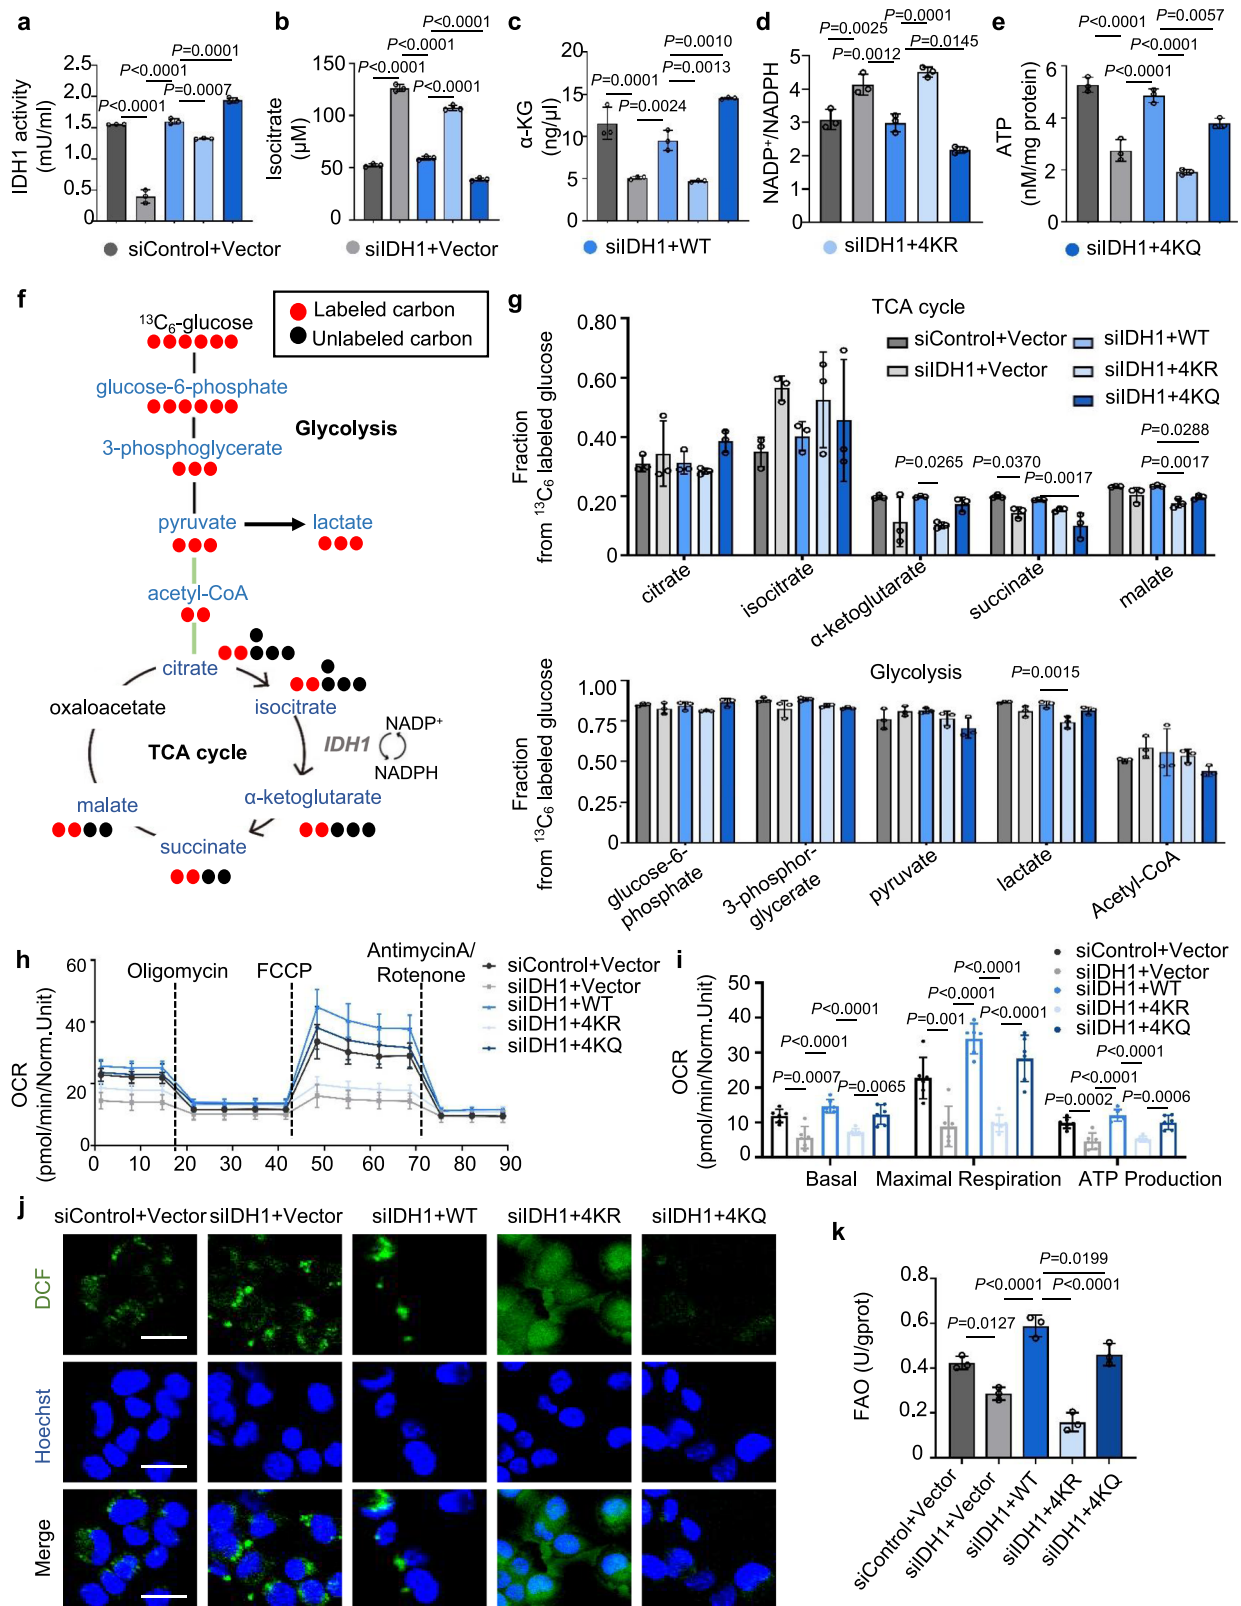 a
P=0.0001
P<0.0001
P=0.0007
P<0.0001
IDH1 activity
(mU/ml)
2.5
2.0
1.5
1.0
0.5
0
b
P<0.0001
P<0.0001
P<0.0001
P<0.0001
Isocitrate
(μM)
150
100
50
0
c
P=0.0010
P=0.0013
P=0.0001
P=0.0024
α-KG
(ng/μl)
20
15
10
5
0
d
P=0.0001
P=0.0025
P=0.0145
P=0.0012
NADP⁺/NADPH
5
4
3
2
1
0
e
P=0.0057
P<0.0001
P<0.0001
P<0.0001
ATP
(nM/mg protein)
6
4
2
0
siControl+Vector
siIDH1+Vector
siIDH1+WT
siIDH1+4KR
siIDH1+4KQ
f
Labeled carbon
Unlabeled carbon
¹³C₆-glucose
glucose-6-phosphate
Glycolysis
3-phosphoglycerate
pyruvate
lactate
acetyl-CoA
citrate
oxaloacetate
isocitrate
IDH1
NADP⁺
NADPH
TCA cycle
malate
α-ketoglutarate
succinate
g
TCA cycle
siControl+Vector
siIDH1+Vector
siIDH1+WT
siIDH1+4KR
siIDH1+4KQ
Fraction
from ¹³C₆ labeled glucose
0.80
0.60
0.40
0.20
0
P=0.0265
P=0.0370
P=0.0017
P=0.0288
P=0.0017
citrate
isocitrate
α-ketoglutarate
succinate
malate
Glycolysis
P=0.0015
Fraction
from ¹³C₆ labeled glucose
1.00
0.75
0.50
0.25
0
glucose-6-
phosphate
3-phosphor-
glycerate
pyruvate
lactate
Acetyl-CoA
h
Oligomycin
FCCP
AntimycinA/
Rotenone
siControl+Vector
siIDH1+Vector
siIDH1+WT
siIDH1+4KR
siIDH1+4KQ
OCR
(pmol/min/Norm.Unit)
60
40
20
0
0 10 20 30 40 50 60 70 80 90
i
siControl+Vector
siIDH1+Vector
siIDH1+WT
siIDH1+4KR
siIDH1+4KQ
OCR
(pmol/min/Norm.Unit)
50
40
30
20
10
0
P<0.0001
P<0.0001
P=0.0007
P=0.0065
P<0.0001
P<0.0001
P=0.001
P<0.0001
P<0.0001
P<0.0001
P=0.0002
P=0.0006
Basal
Maximal Respiration
ATP Production
j
siControl+Vector
siIDH1+Vector
siIDH1+WT
siIDH1+4KR
siIDH1+4KQ
DCF
Hoechst
Merge
k
P=0.0199
P<0.0001
P<0.0001
P=0.0127
FAO (U/gprot)
0.8
0.6
0.4
0.2
0
siControl+Vector
siIDH1+Vector
siIDH1+WT
siIDH1+4KR
siIDH1+4KQ